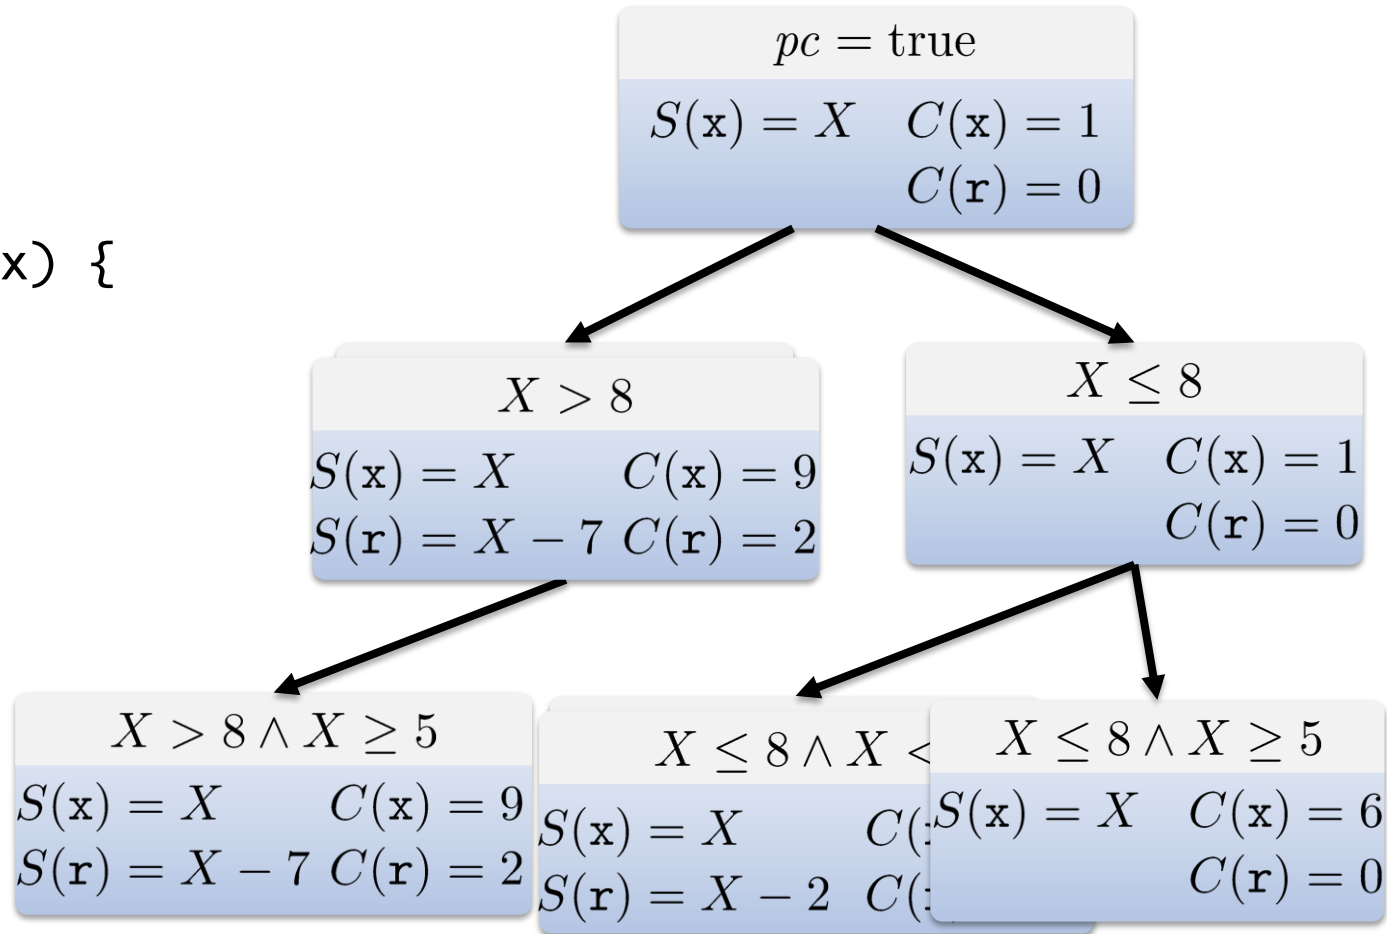 pc = true
S(x) = X C(x) = 1
C(r) = 0
x) {
X > 8
S(x) = X C(x) = 9
S(r) = X − 7 C(r) = 2
X ≤ 8
S(x) = X C(x) = 1
C(r) = 0
X > 8 ∧ X ≥ 5
S(x) = X C(x) = 9
S(r) = X − 7 C(r) = 2
X ≤ 8 ∧ X <
S(x) = X C(
S(r) = X − 2 C(
X ≤ 8 ∧ X ≥ 5
S(x) = X C(x) = 6
C(r) = 0